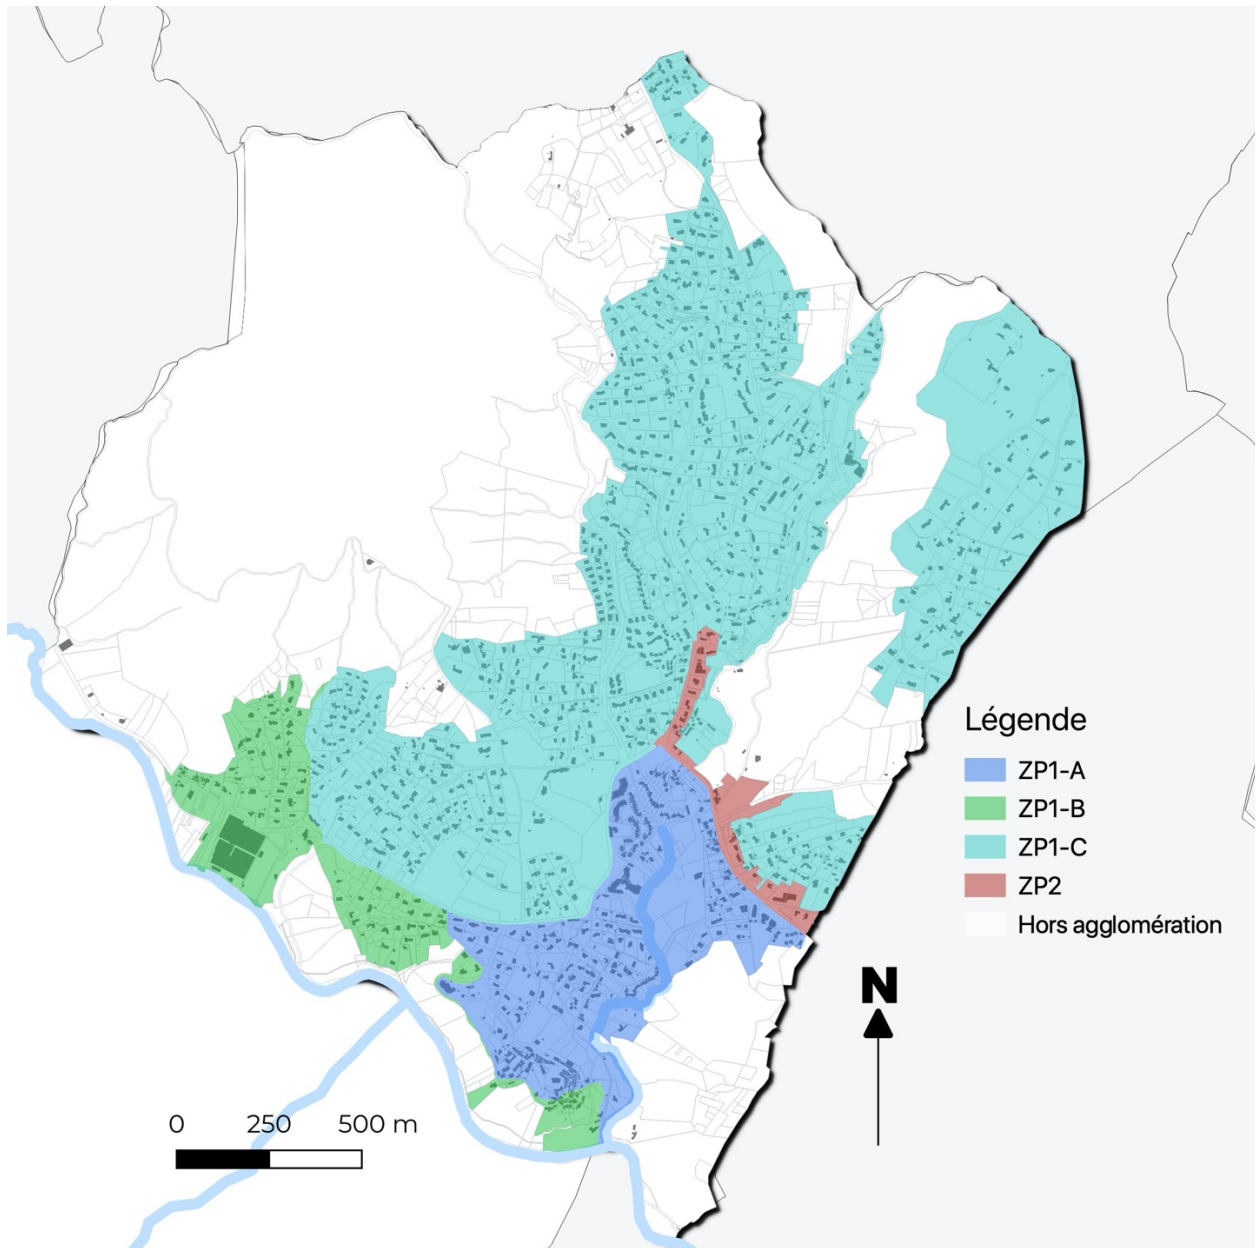 Légende
ZP1-A
ZP1-B
ZP1-C
ZP2
Hors agglomération
N
0 250 500 m